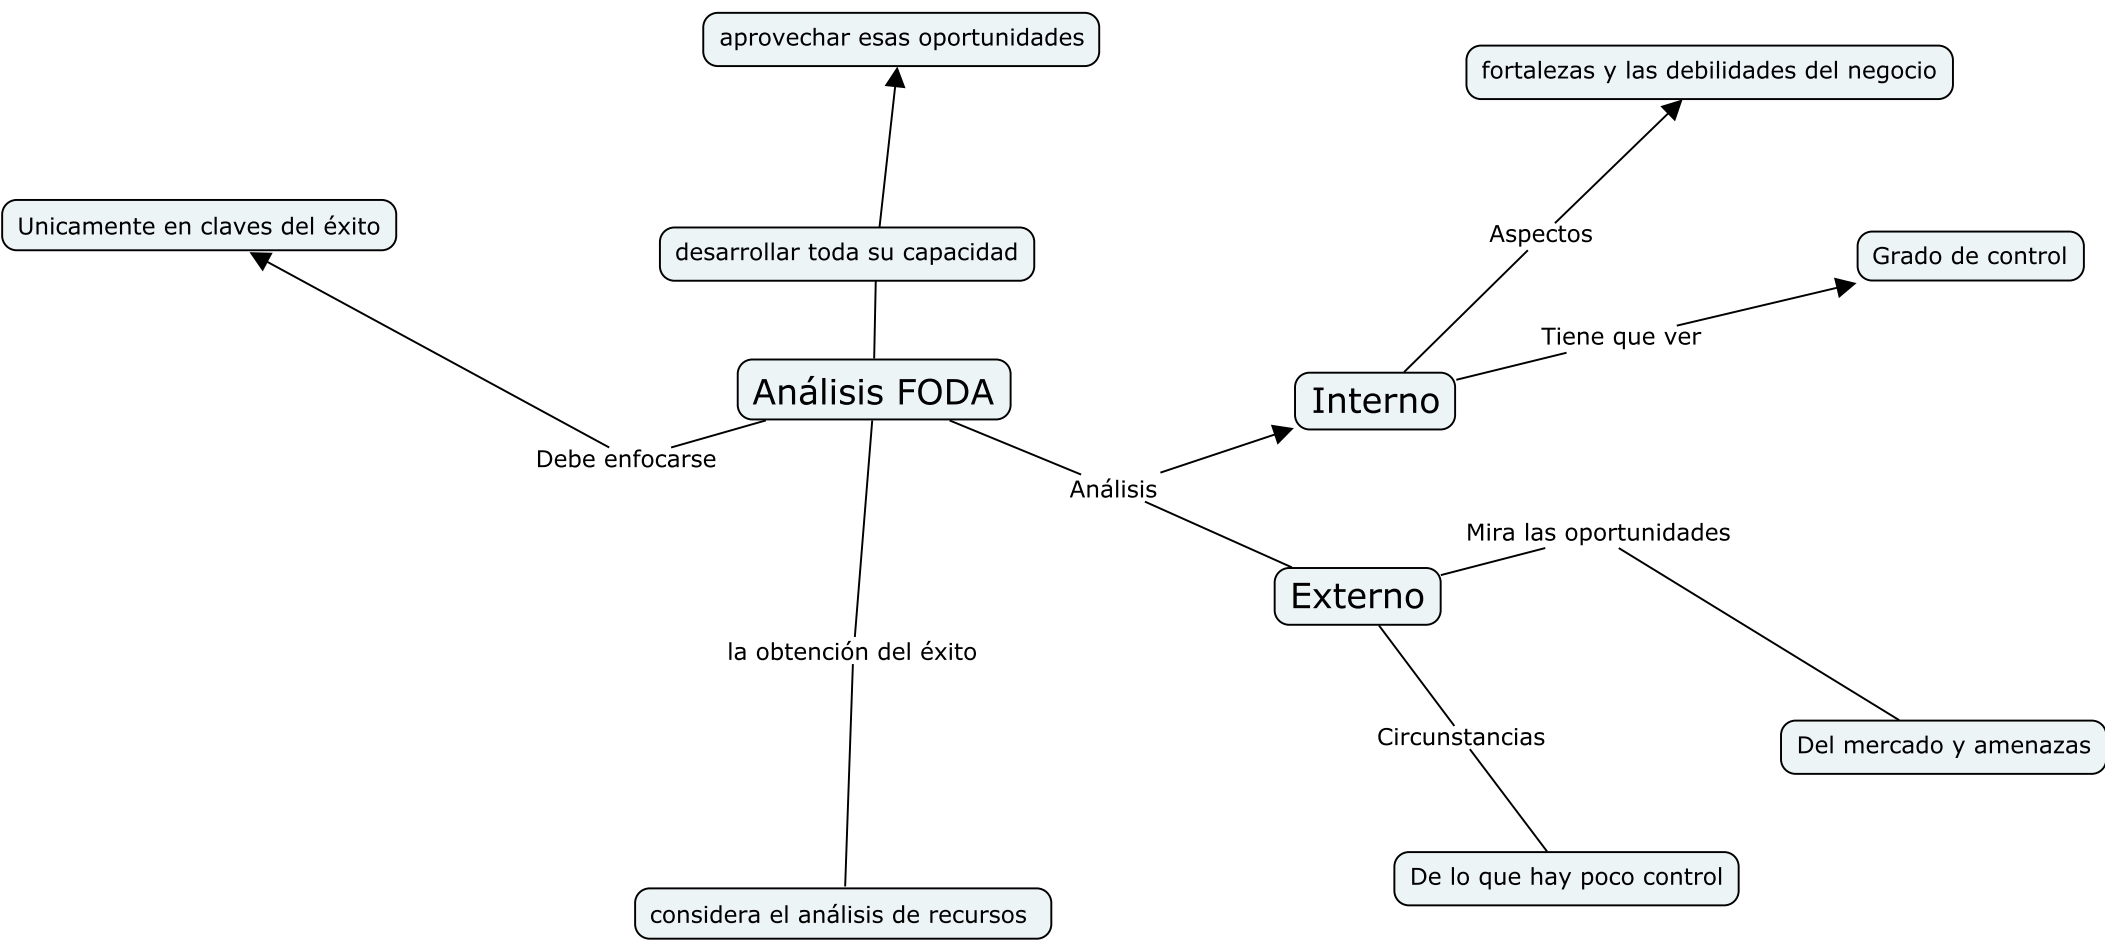 aprovechar esas oportunidades
fortalezas y las debilidades del negocio
Unicamente en claves del éxito
desarrollar toda su capacidad
Aspectos
Grado de control
Tiene que ver
Análisis FODA
Interno
Debe enfocarse
Análisis
Mira las oportunidades
Externo
la obtención del éxito
Circunstancias
Del mercado y amenazas
De lo que hay poco control
considera el análisis de recursos